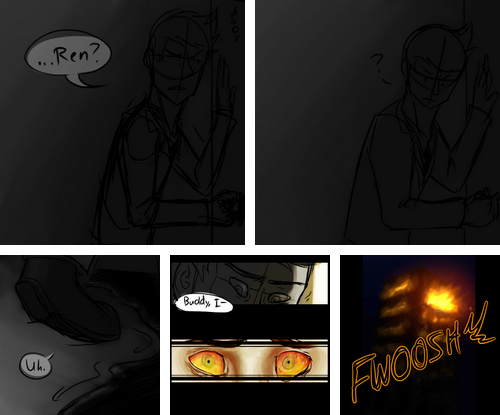 ...Ren?
?
Uh.
Buddy, I-
FWOOSH